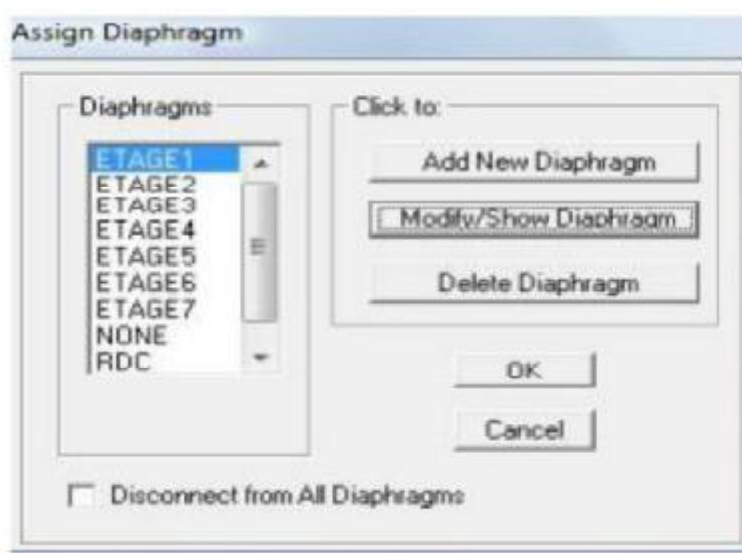 Assign Diaphragm
Diaphragms
ETAGE1
ETAGE2
ETAGE3
ETAGE4
ETAGE5
ETAGE6
ETAGE7
NONE
RDC
Click to:
Add New Diaphragm
Modify/Show Diaphragm
Delete Diaphragm
OK
Cancel
Disconnect from All Diaphragms